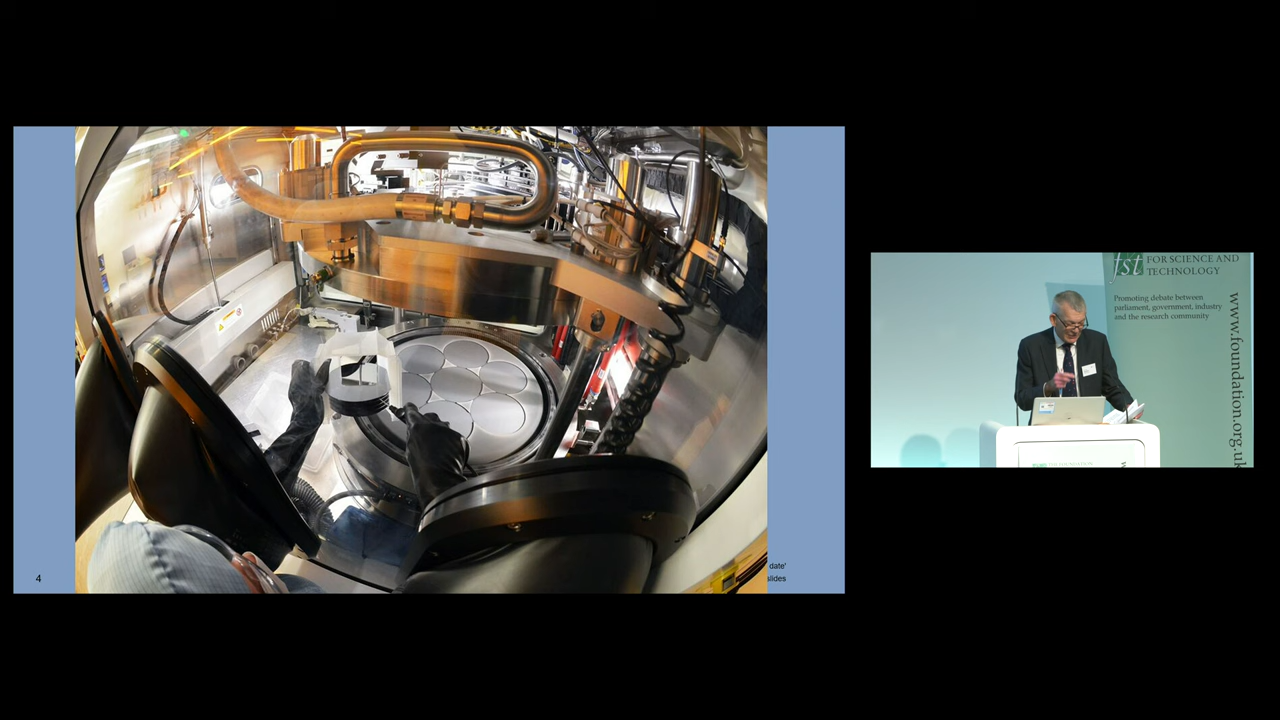 4
date'
slides
fst
FOR SCIENCE AND
TECHNOLOGY
Promoting debate between
parliament, government, industry
and the research community
www.foundation.org.uk